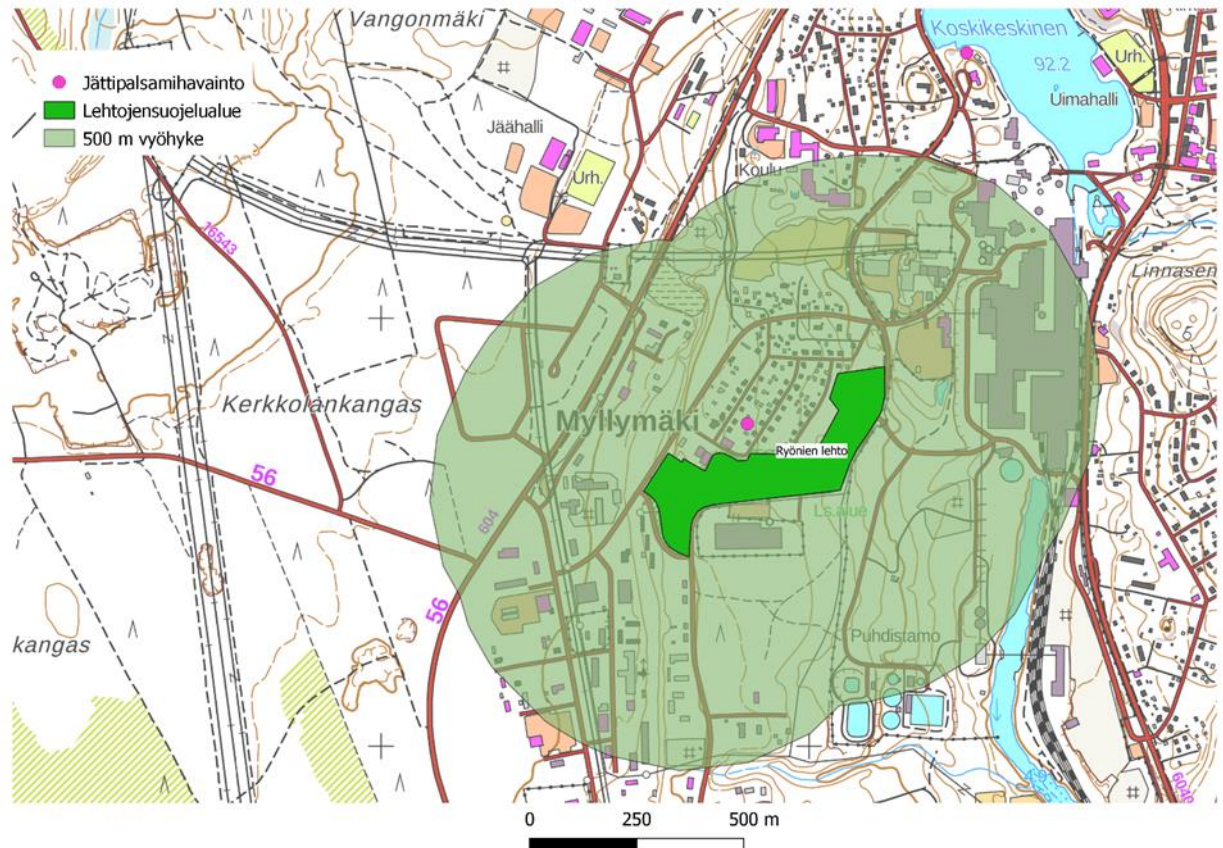 Vangonmäki
Koskikeskinen
92.2
Urh.
Uimahalli
Jättipalsamihavainto
Lehtojensuojelualue
500 m vyöhyke
Jäähalli
Urh.
Koulu
16543
Linnasen
Kerkkolankangas
Myllymäki
Ryönien lehto
56
604
Ls.alue
56
kangas
Puhdistamo
0 250 500 m